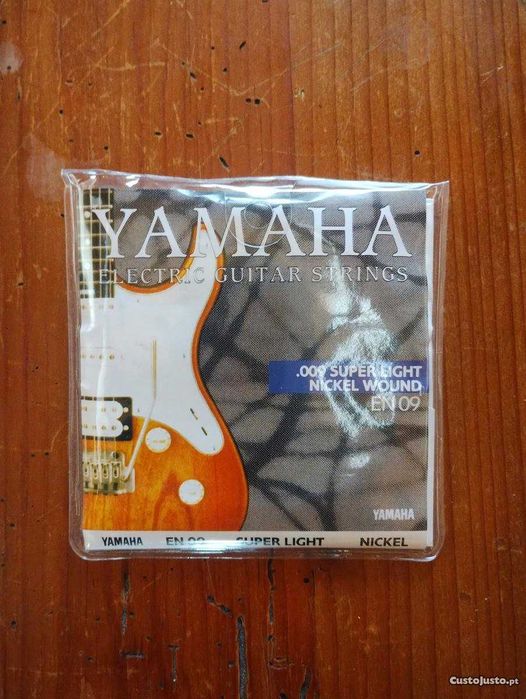 YAMAHA
ELECTRIC GUITAR STRINGS
.009 SUPER LIGHT
NICKEL WOUND
EN 09
YAMAHA
YAMAHA EN 09 SUPER LIGHT NICKEL
CustoJusto.pt